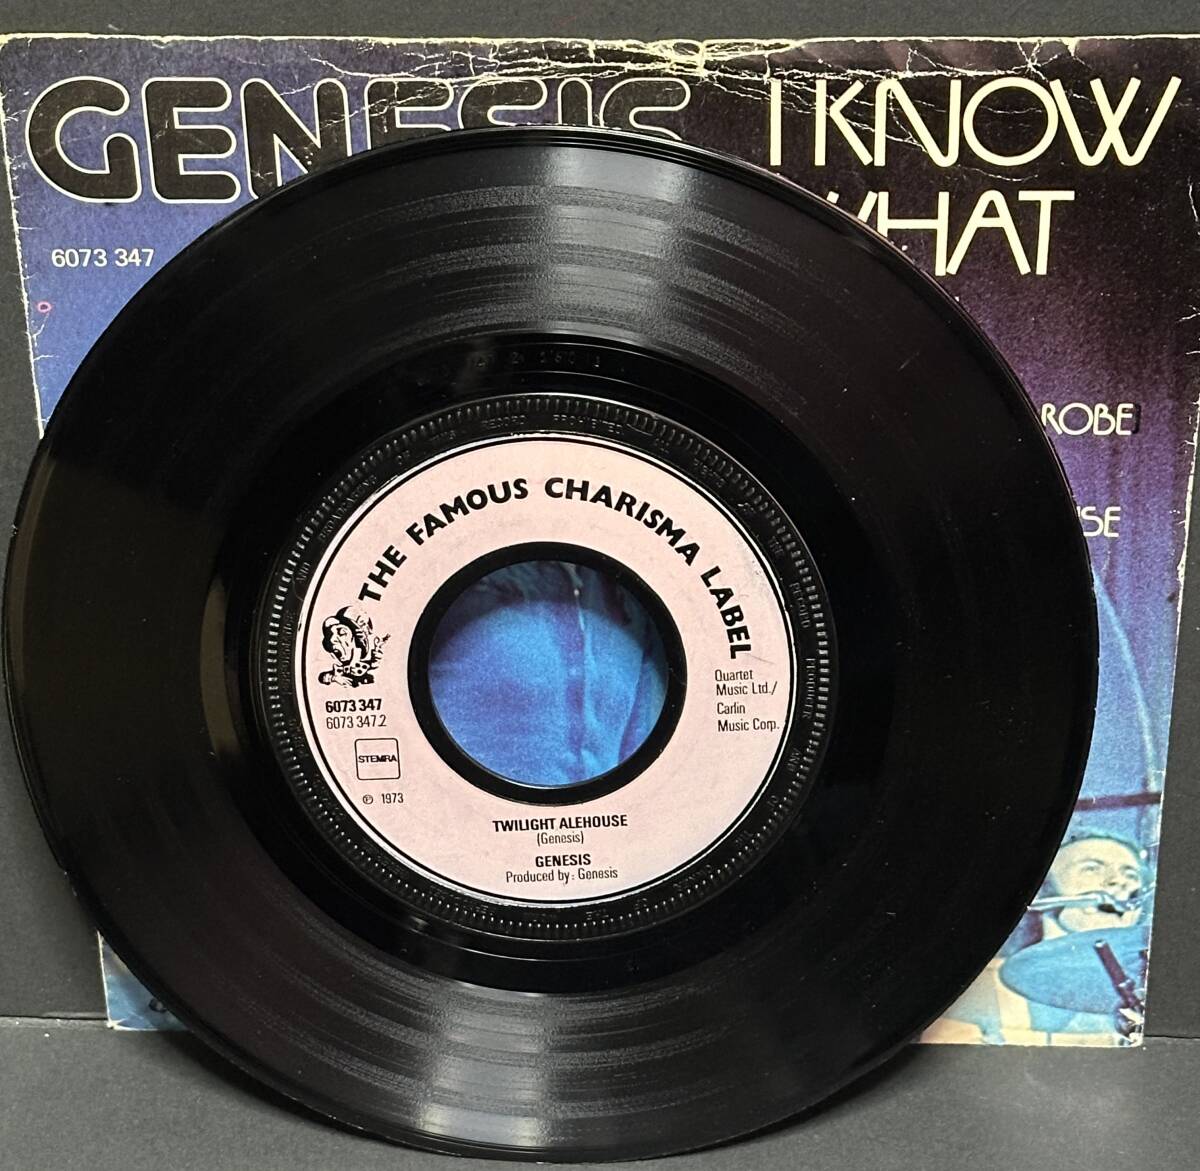 GENESIS
I KNOW
WHAT
6073 347
ROBE
USE
THE FAMOUS CHARISMA LABEL
Quartet
Music Ltd./
Carlin
Music Corp.
6073 347
6073 347.2
STEMRA
℗ 1973
TWILIGHT ALEHOUSE
(Genesis)
GENESIS
Produced by: Genesis